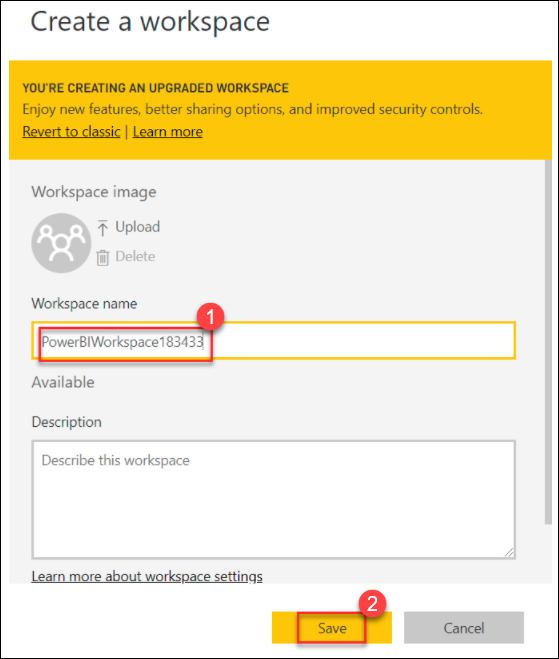 Create a workspace
YOU'RE CREATING AN UPGRADED WORKSPACE
Enjoy new features, better sharing options, and improved security controls.
Revert to classic | Learn more
Workspace image
Upload
Delete
Workspace name
1
PowerBIWorkspace183433
Available
Description
Describe this workspace
Learn more about workspace settings
2
Save
Cancel